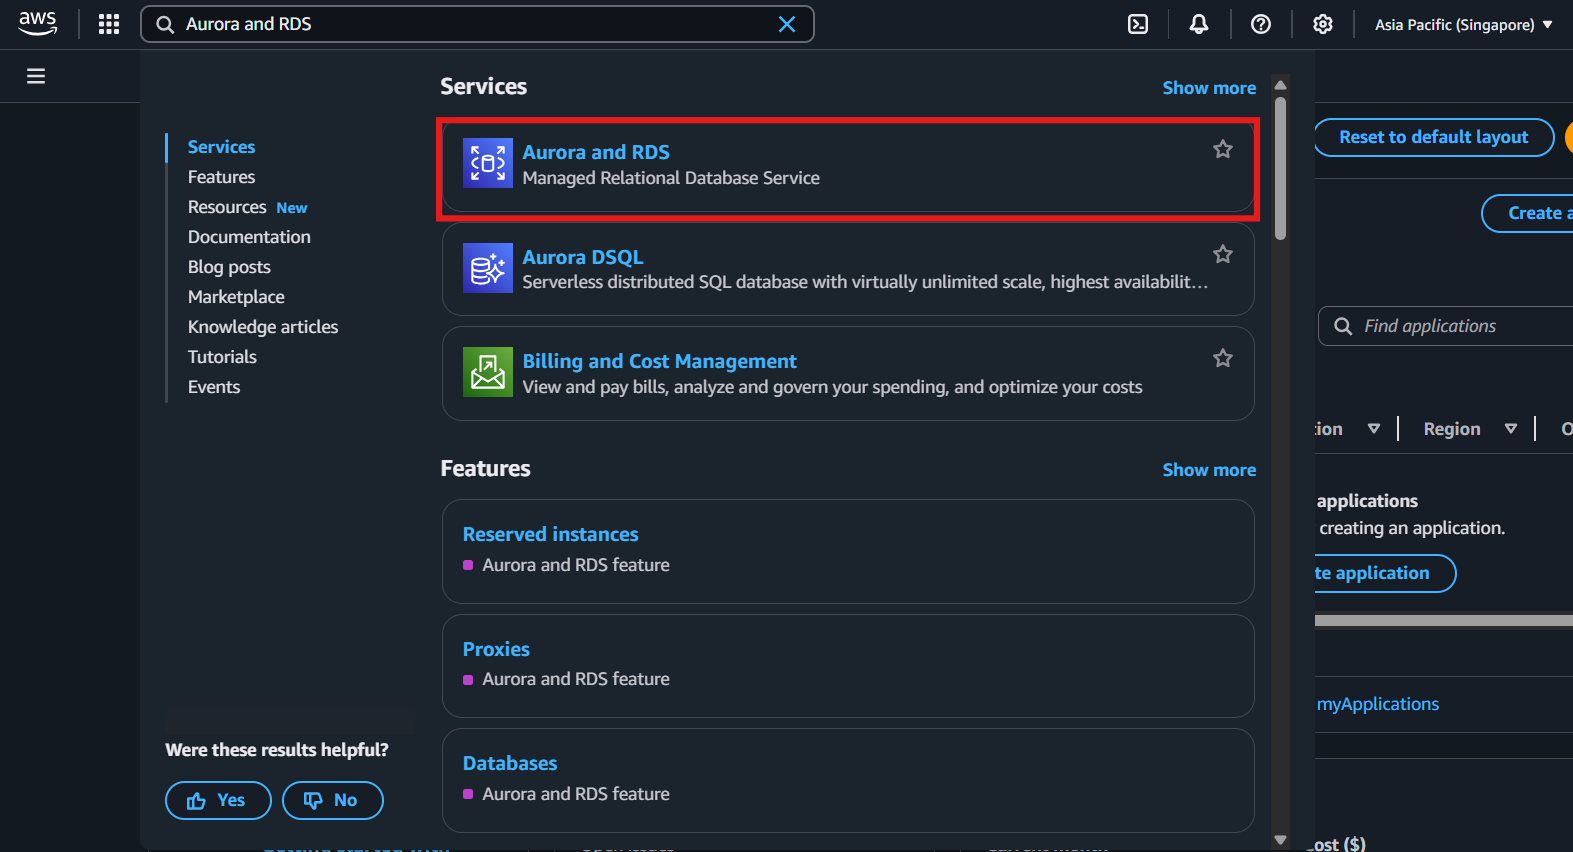 aws
Aurora and RDS
Asia Pacific (Singapore)
Services
Show more
Services
Features
Resources New
Documentation
Blog posts
Marketplace
Knowledge articles
Tutorials
Events
Aurora and RDS
Managed Relational Database Service
Aurora DSQL
Serverless distributed SQL database with virtually unlimited scale, highest availabilit…
Billing and Cost Management
View and pay bills, analyze and govern your spending, and optimize your costs
Features
Show more
Reserved instances
Aurora and RDS feature
Proxies
Aurora and RDS feature
Databases
Aurora and RDS feature
Were these results helpful?
Yes
No
Reset to default layout
Create a
Find applications
tion
Region
applications
creating an application.
te application
myApplications
ost ($)